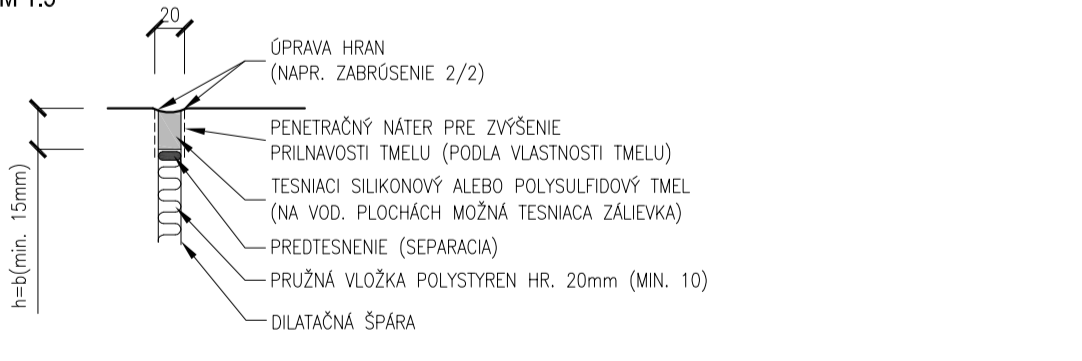 M 1:5
20
ÚPRAVA HRAN
(NAPR. ZABRÚSENIE 2/2)
PENETRAČNÝ NÁTER PRE ZVÝŠENIE
PRILNAVOSTI TMELU (PODLA VLASTNOSTI TMELU)
TESNIACI SILIKONOVÝ ALEBO POLYSULFIDOVÝ TMEL
(NA VOD. PLOCHÁCH MOŽNÁ TESNIACA ZÁLIEVKA)
PREDTESNENIE (SEPARACIA)
PRUŽNÁ VLOŽKA POLYSTYREN HR. 20mm (MIN. 10)
DILATAČNÁ ŠPÁRA
h=b(min. 15mm)